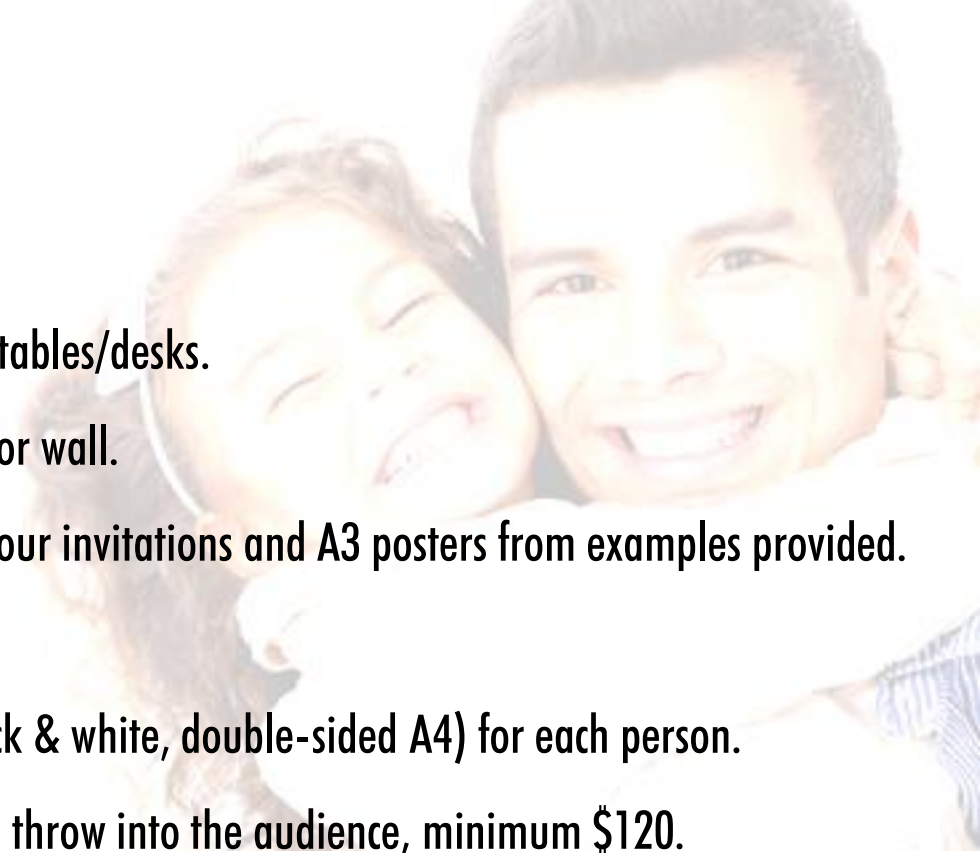 tables/desks.
or wall.
our invitations and A3 posters from examples provided.
ck & white, double-sided A4) for each person.
throw into the audience, minimum $120.